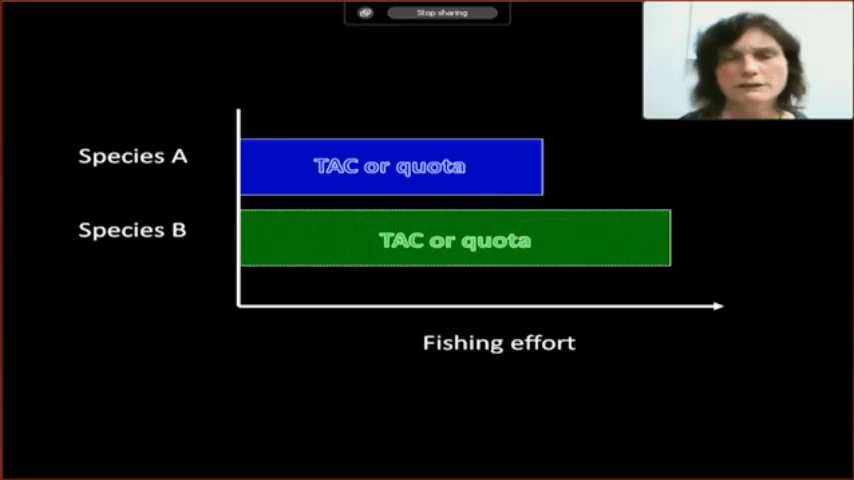 Stop sharing
Species A
TAC or quota
Species B
TAC or quota
Fishing effort